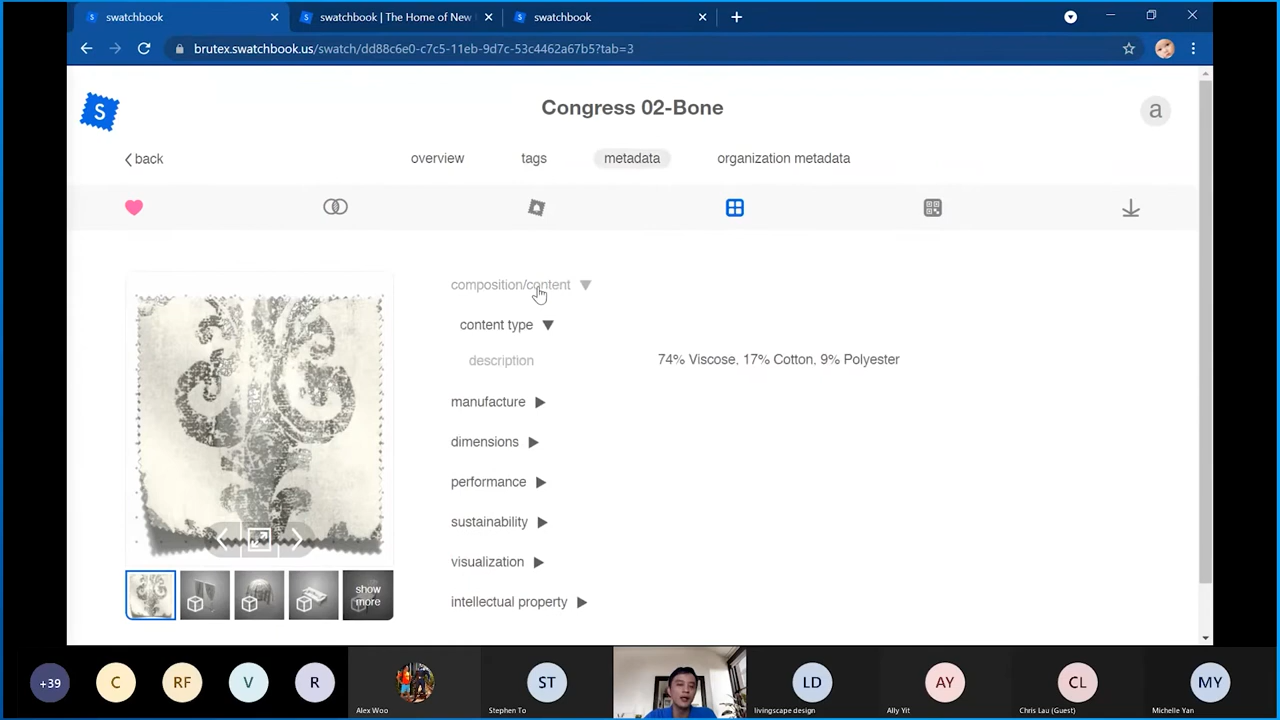 swatchbook
swatchbook | The Home of New
swatchbook
brutex.swatchbook.us/swatch/dd88c6e0-c7c5-11eb-9d7c-53c4462a67b5?tab=3
S
Congress 02-Bone
a
back
overview
tags
metadata
organization metadata
composition/content
content type
description
74% Viscose, 17% Cotton, 9% Polyester
manufacture
dimensions
performance
sustainability
visualization
intellectual property
show
more
+39
C
RF
V
R
ST
LD
AY
CL
MY
Alex Woo
Stephen To
livingscape design
Ally Yit
Chris Lau (Guest)
Michelle Yan